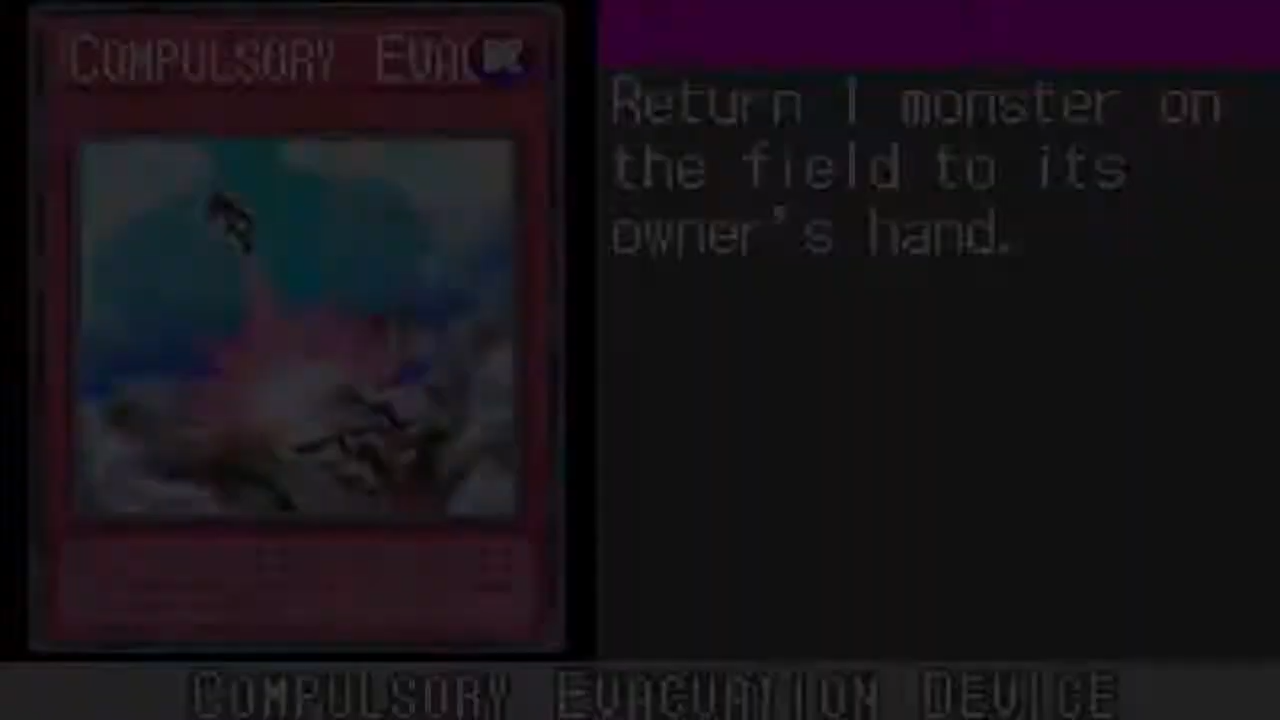 COMPULSORY EVAC
Return 1 monster on
the field to its
owner's hand.
COMPULSORY EVACUATION DEVICE